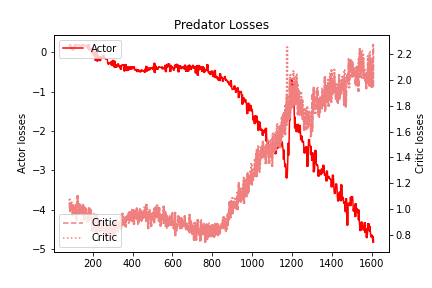 Predator Losses
Actor
0
−1
−2
−3
−4
−5
Actor losses
2.2
2.0
1.8
1.6
1.4
1.2
1.0
0.8
Critic losses
Critic
Critic
200 400 600 800 1000 1200 1400 1600